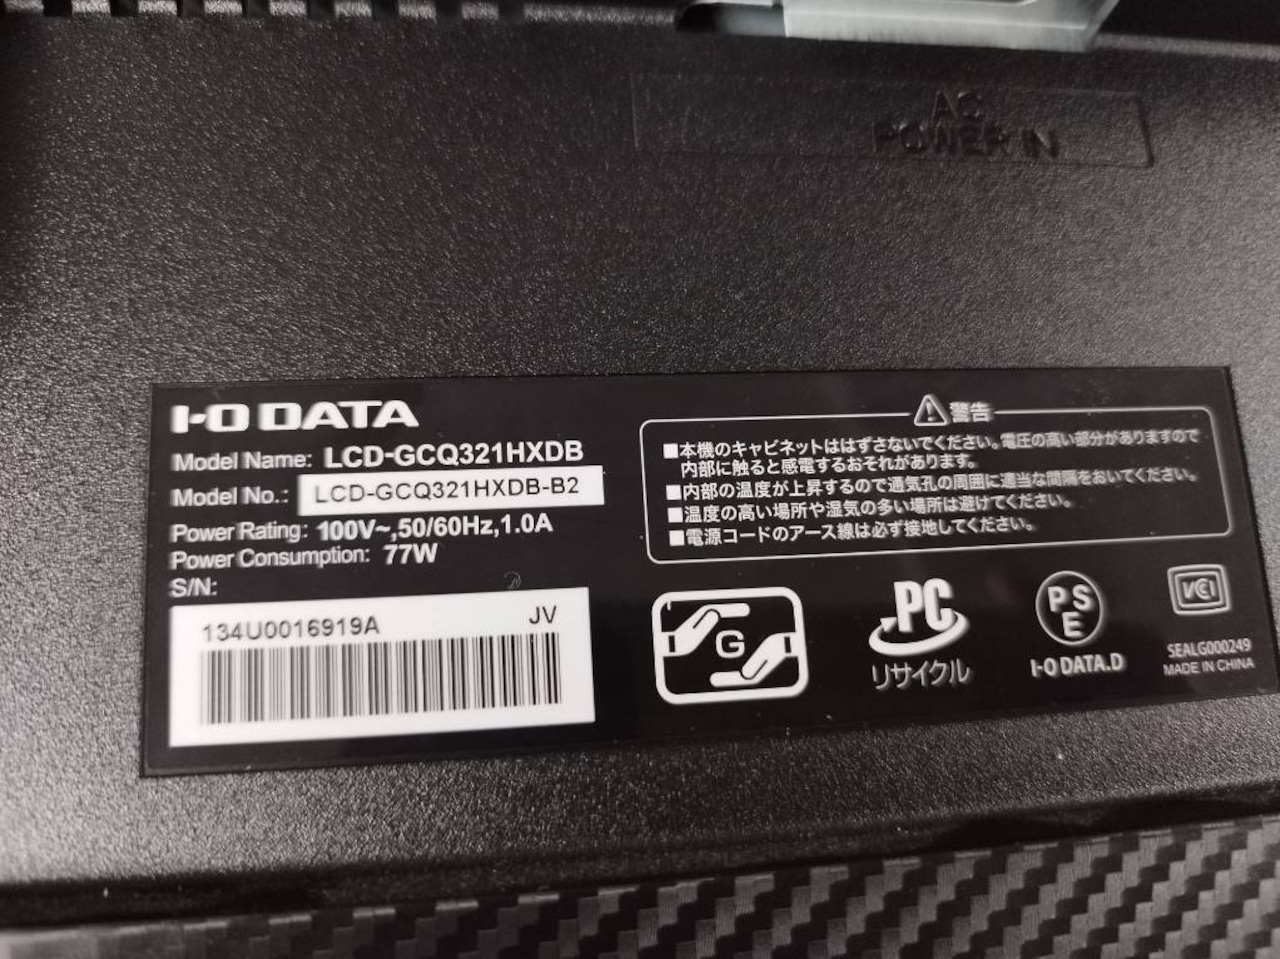 AC
POWER IN
I-O DATA
Model Name: LCD-GCQ321HXDB
Model No.: LCD-GCQ321HXDB-B2
Power Rating: 100V~,50/60Hz,1.0A
Power Consumption: 77W
S/N:
134U0016919A JV
警告
■本機のキャビネットははずさないでください。電圧の高い部分がありますので
内部に触ると感電するおそれがあります。
■内部の温度が上昇するので通気孔の周囲に適当な間隔をおいてください。
■温度の高い場所や湿気の多い場所は避けてください。
■電源コードのアース線は必ず接地してください。
G
PC
リサイクル
PSE
I-O DATA.D
VCI
SEALG000249
MADE IN CHINA